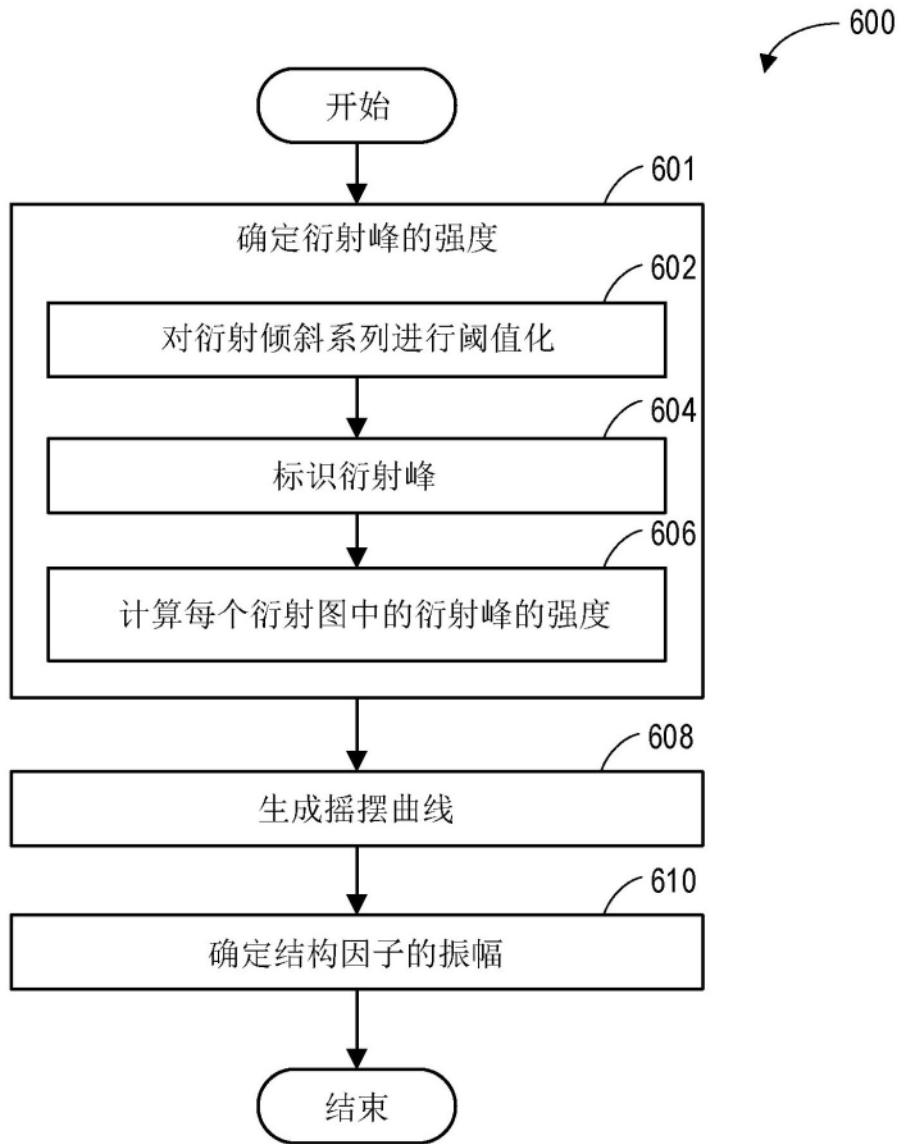 600
开始
601
确定衍射峰的强度
602
对衍射倾斜系列进行阈值化
604
标识衍射峰
606
计算每个衍射图中的衍射峰的强度
608
生成摇摆曲线
610
确定结构因子的振幅
结束